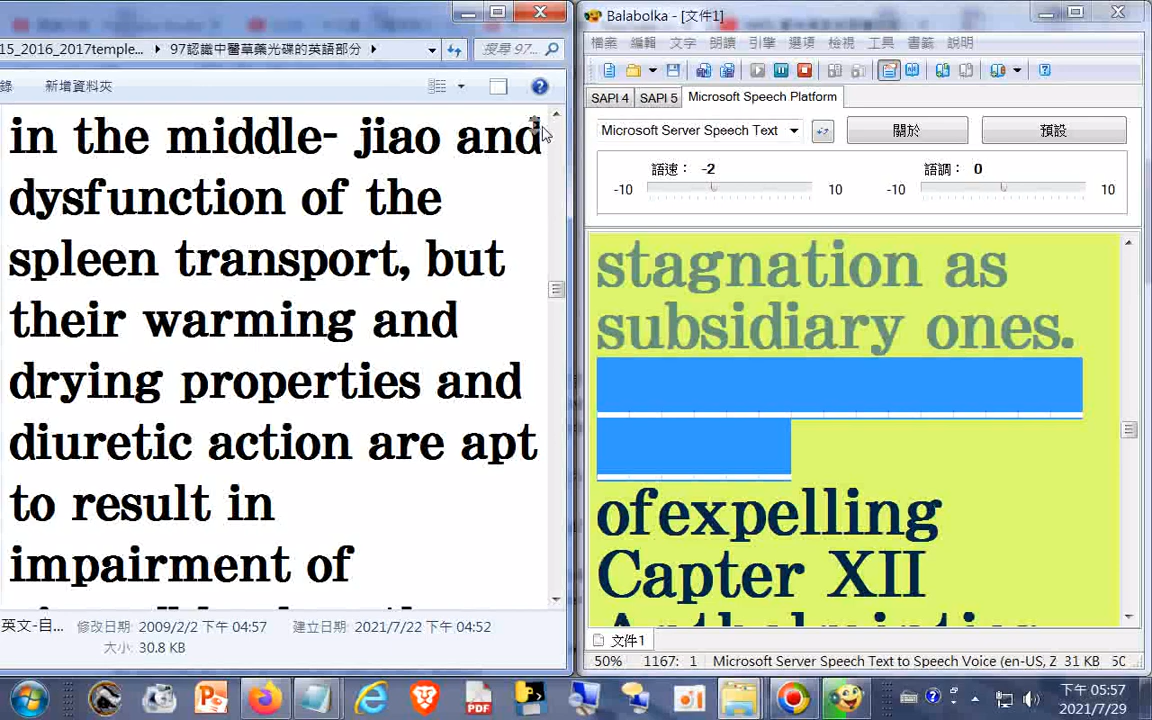 15_2016_2017temple...
97認識中醫草藥光碟的英語部分
搜尋 97...
錄
新增資料夾
in the middle- jiao and
dysfunction of the
spleen transport, but
their warming and
drying properties and
diuretic action are apt
to result in
impairment of
英文-自...
修改日期: 2009/2/2 下午 04:57
建立日期: 2021/7/22 下午 04:52
大小: 30.8 KB
Balabolka - [文件1]
檔案 編輯 文字 朗讀 引擎 選項 檢視 工具 書籤 說明
SAPI 4 SAPI 5 Microsoft Speech Platform
Microsoft Server Speech Text
關於
預設
語速: -2
語調: 0
-10 10 -10 10
stagnation as
subsidiary ones.
ofexpelling
Capter XII
文件1
50% 1167: 1 Microsoft Server Speech Text to Speech Voice (en-US, Z 31 KB
下午 05:57
2021/7/29